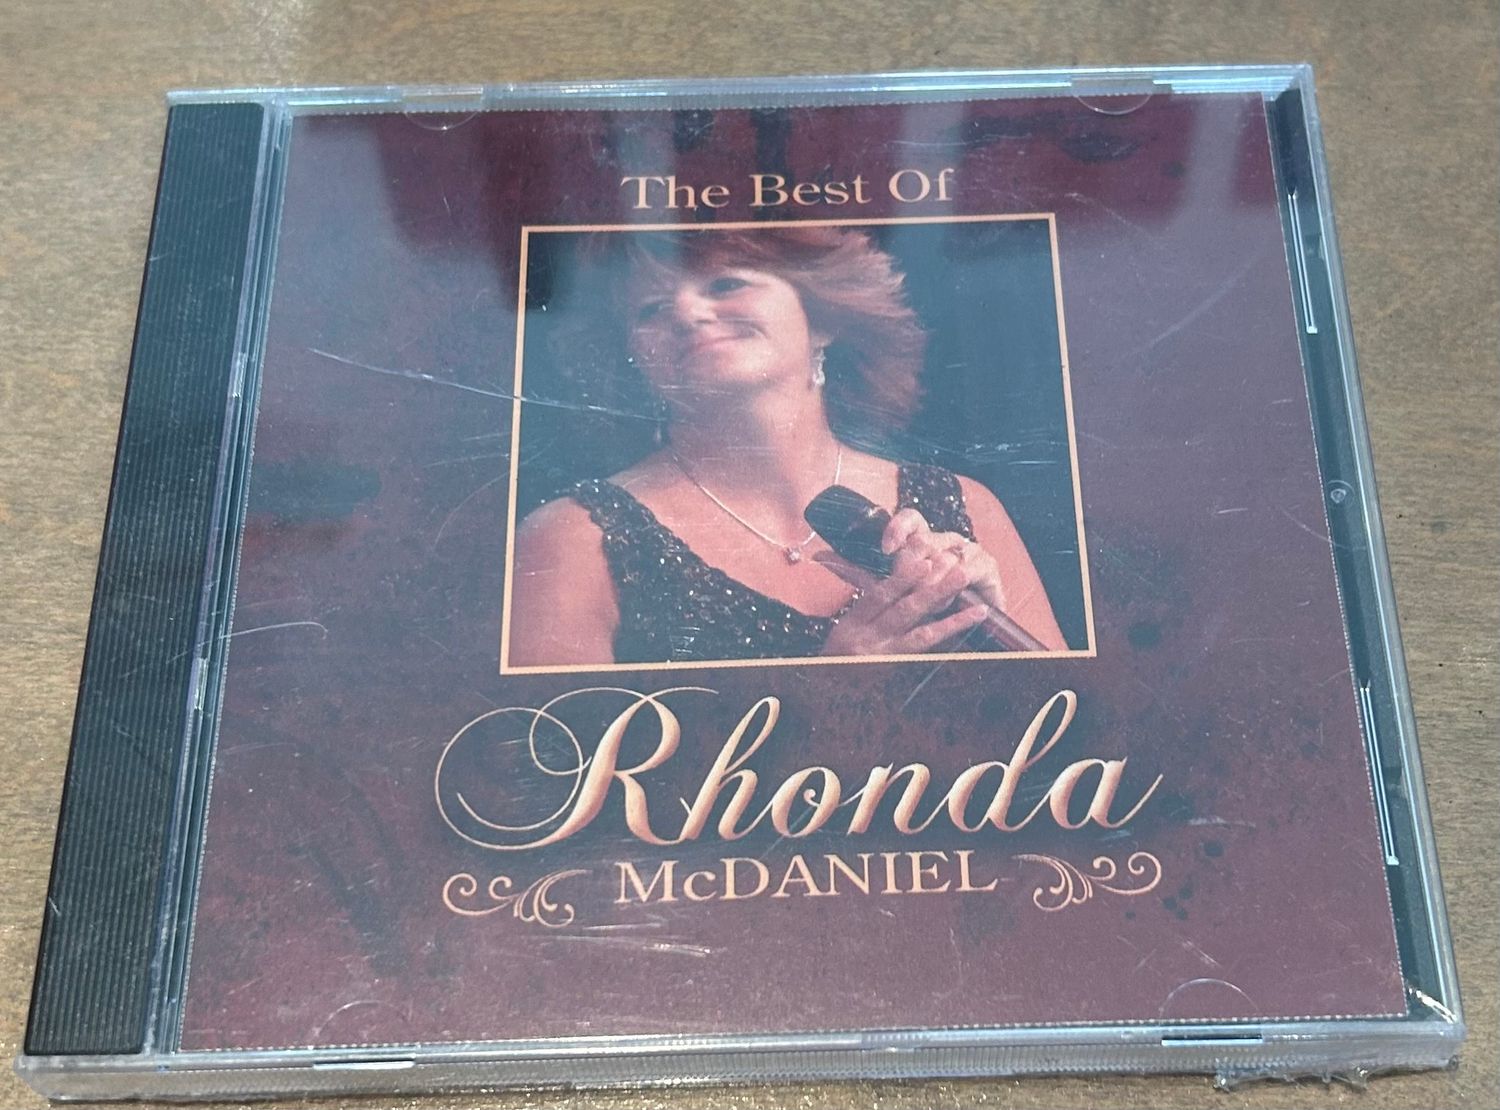 The Best Of
Rhonda
McDANIEL